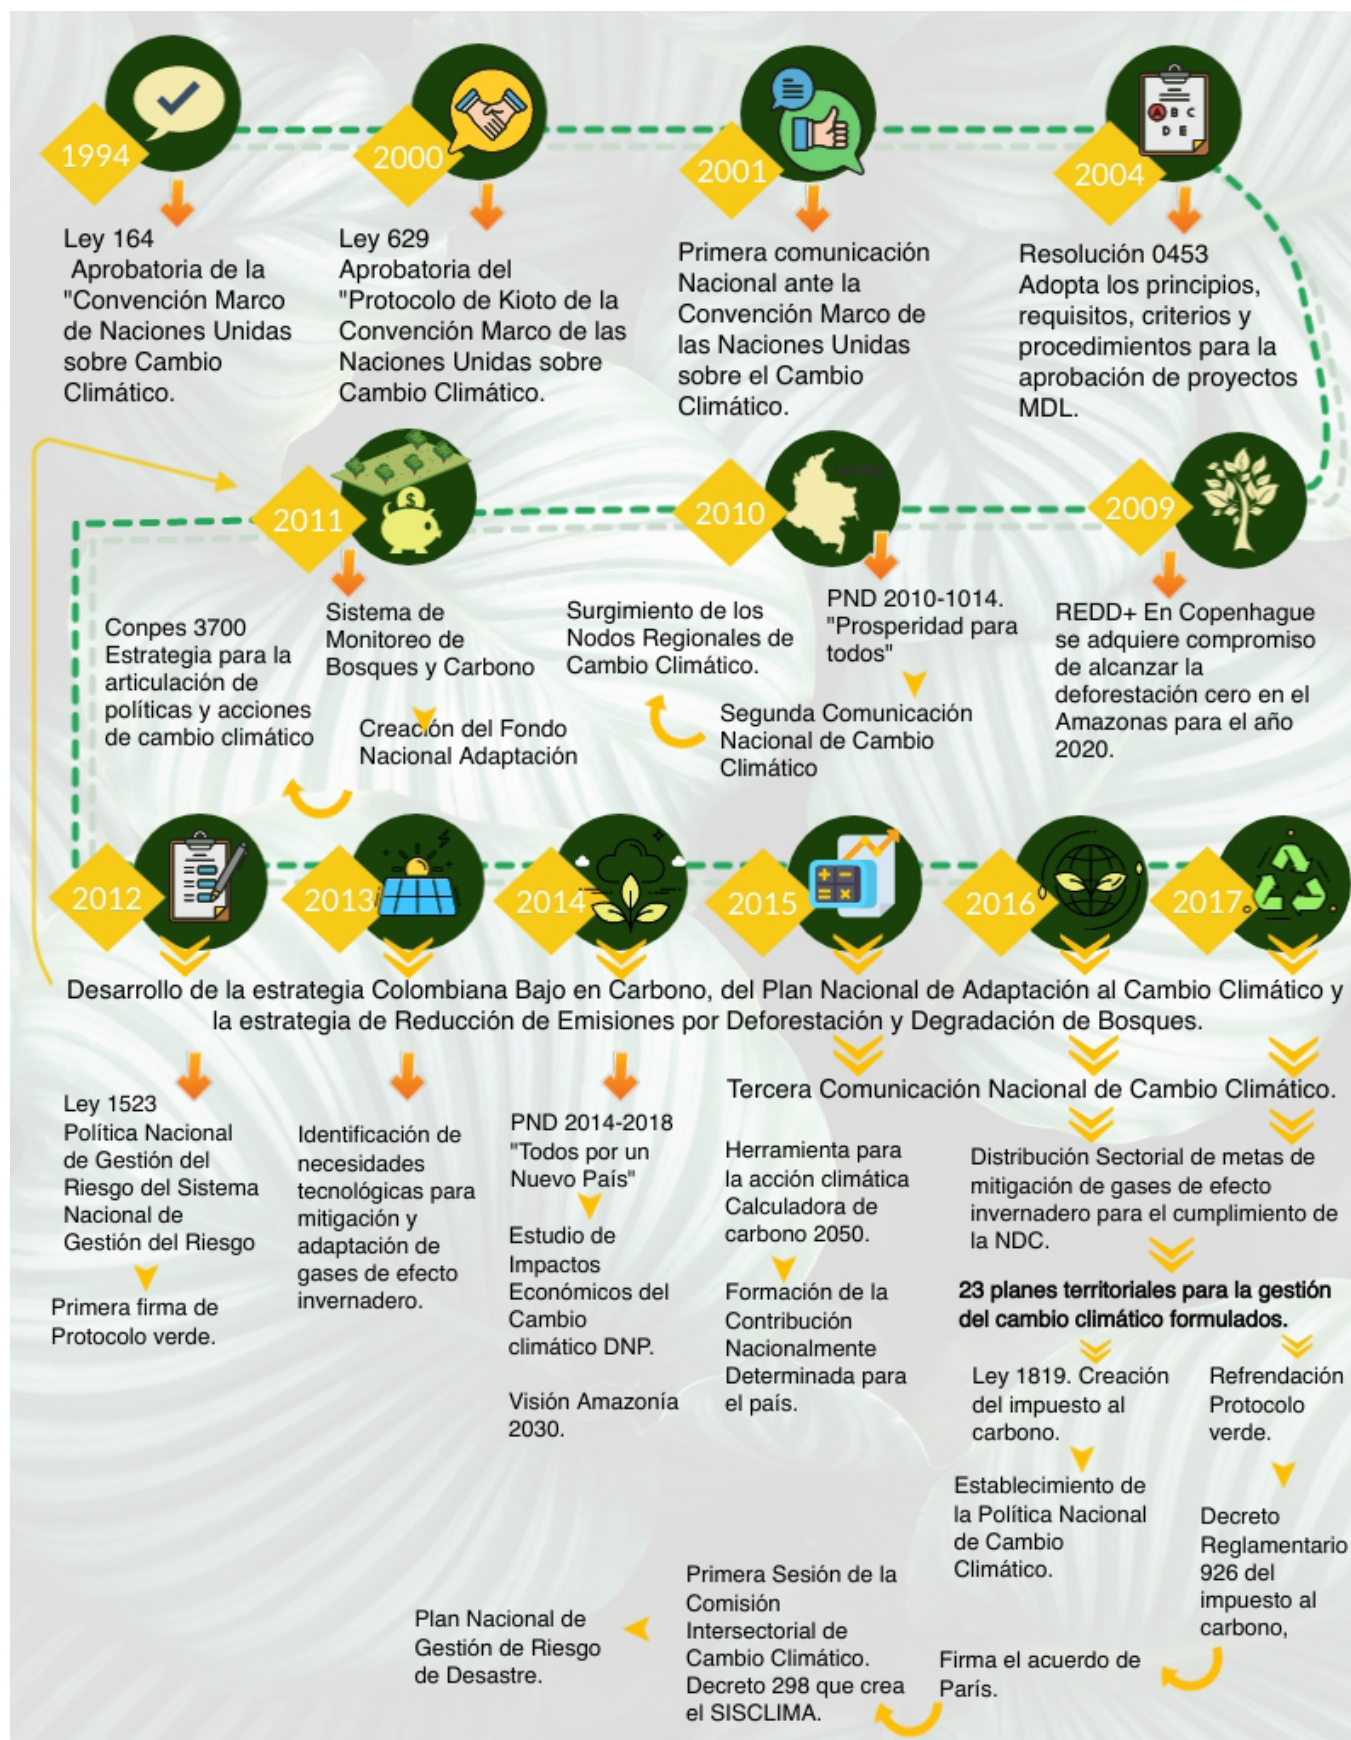 1994
2000
2001
2004
A B C
D E
Ley 164
Aprobatoria de la
"Convención Marco
de Naciones Unidas
sobre Cambio
Climático.
Ley 629
Aprobatoria del
"Protocolo de Kioto de la
Convención Marco de las
Naciones Unidas sobre
Cambio Climático.
Primera comunicación
Nacional ante la
Convención Marco de
las Naciones Unidas
sobre el Cambio
Climático.
Resolución 0453
Adopta los principios,
requisitos, criterios y
procedimientos para la
aprobación de proyectos
MDL.
2011
2010
2009
Conpes 3700
Estrategia para la
articulación de
políticas y acciones
de cambio climático
Sistema de
Monitoreo de
Bosques y Carbono
Creación del Fondo
Nacional Adaptación
Surgimiento de los
Nodos Regionales de
Cambio Climático.
PND 2010-1014.
"Prosperidad para
todos"
Segunda Comunicación
Nacional de Cambio
Climático
REDD+ En Copenhague
se adquiere compromiso
de alcanzar la
deforestación cero en el
Amazonas para el año
2020.
2012
2013
2014
2015
2016
2017
Desarrollo de la estrategia Colombiana Bajo en Carbono, del Plan Nacional de Adaptación al Cambio Climático y
la estrategia de Reducción de Emisiones por Deforestación y Degradación de Bosques.
Tercera Comunicación Nacional de Cambio Climático.
Ley 1523
Política Nacional
de Gestión del
Riesgo del Sistema
Nacional de
Gestión del Riesgo
Primera firma de
Protocolo verde.
Identificación de
necesidades
tecnológicas para
mitigación y
adaptación de
gases de efecto
invernadero.
PND 2014-2018
"Todos por un
Nuevo País"
Estudio de
Impactos
Económicos del
Cambio
climático DNP.
Visión Amazonía
2030.
Herramienta para
la acción climática
Calculadora de
carbono 2050.
Formación de la
Contribución
Nacionalmente
Determinada para
el país.
Distribución Sectorial de metas de
mitigación de gases de efecto
invernadero para el cumplimiento de
la NDC.
23 planes territoriales para la gestión
del cambio climático formulados.
Ley 1819. Creación
del impuesto al
carbono.
Establecimiento de
la Política Nacional
de Cambio
Climático.
Refrendación
Protocolo
verde.
Decreto
Reglamentario
926 del
impuesto al
carbono,
Firma el acuerdo de
París.
Primera Sesión de la
Comisión
Intersectorial de
Cambio Climático.
Decreto 298 que crea
el SISCLIMA.
Plan Nacional de
Gestión de Riesgo
de Desastre.